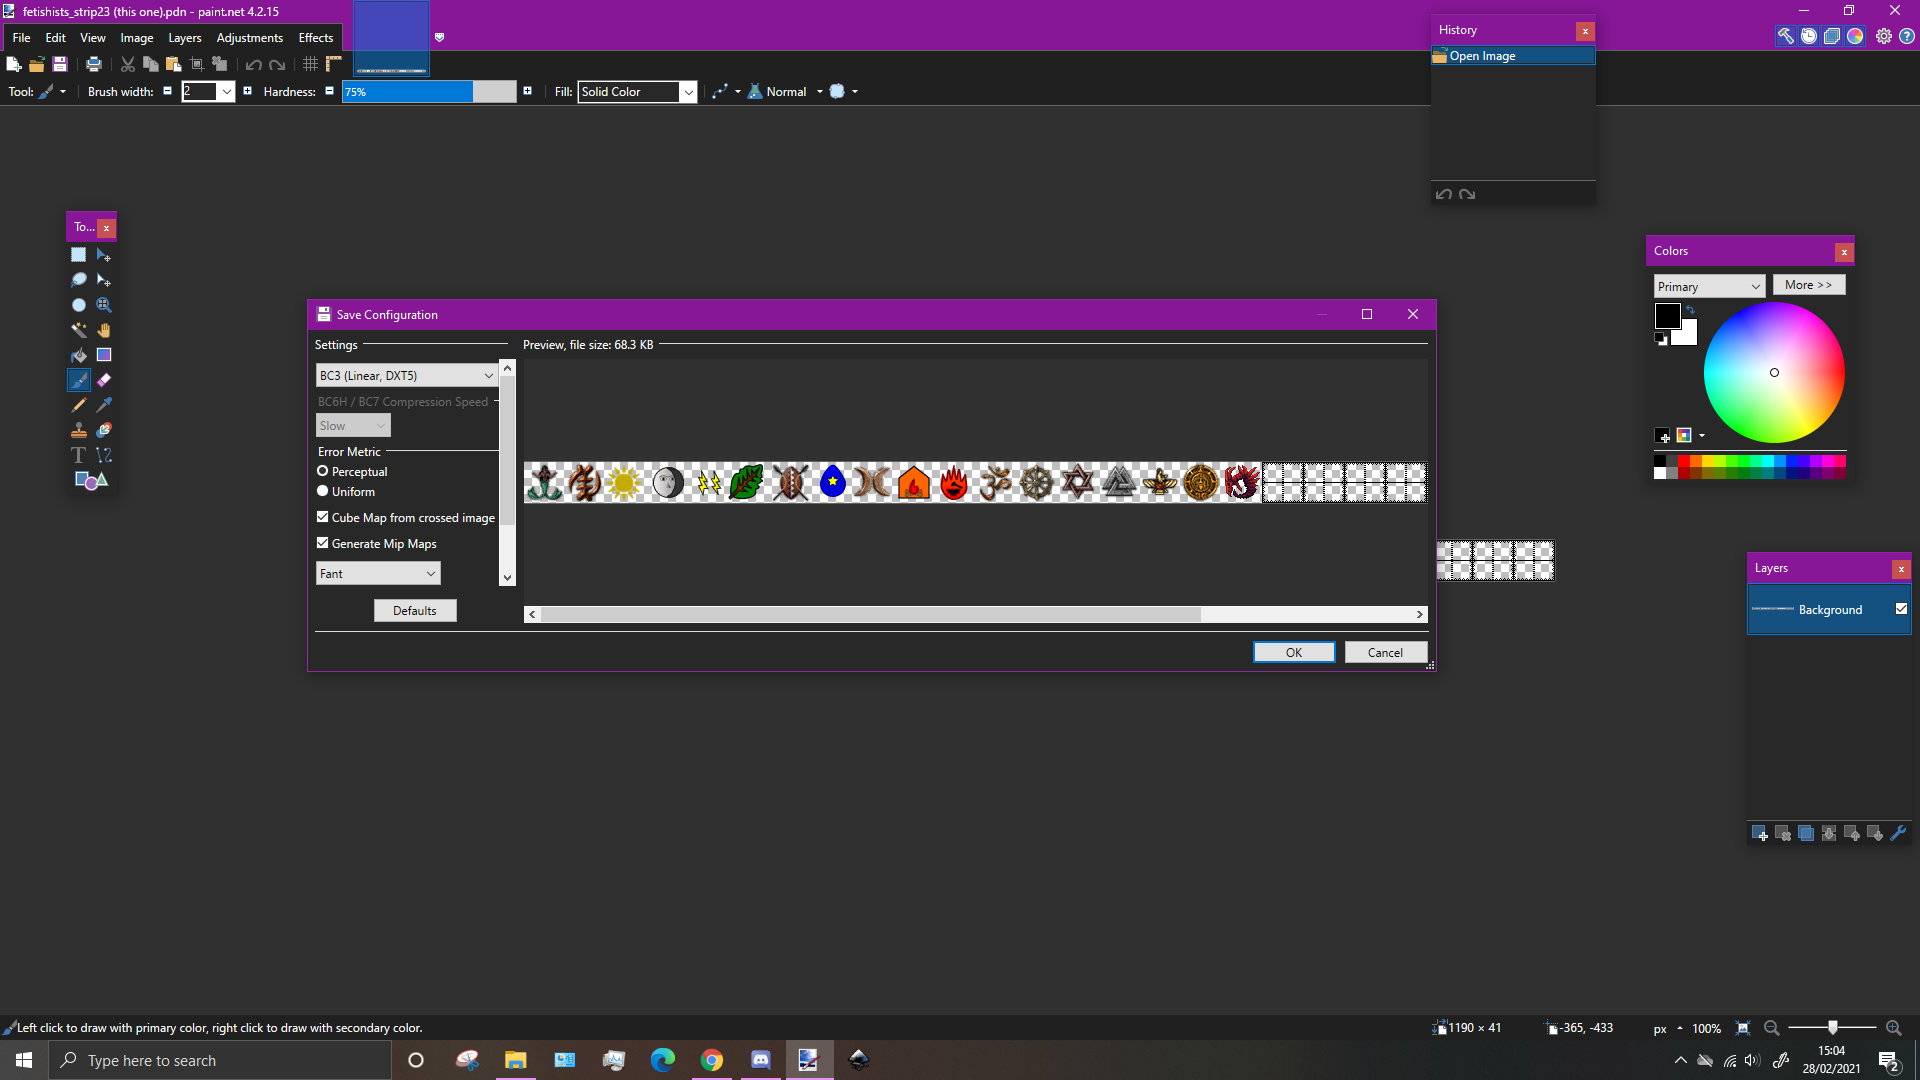 fetishists_strip23 (this one).pdn - paint.net 4.2.15
File Edit View Image Layers Adjustments Effects
Tool: Brush width: 2 Hardness: 75% Fill: Solid Color Normal
History
Open Image
To...
Colors
Primary More >>
Save Configuration
Settings
Preview, file size: 68.3 KB
BC3 (Linear, DXT5)
BC6H / BC7 Compression Speed
Slow
Error Metric
Perceptual
Uniform
Cube Map from crossed image
Generate Mip Maps
Fant
Defaults
OK Cancel
Layers
Background
Left click to draw with primary color, right click to draw with secondary color.
1190 × 41 -365, -433 px 100%
Type here to search
15:04
28/02/2021
2